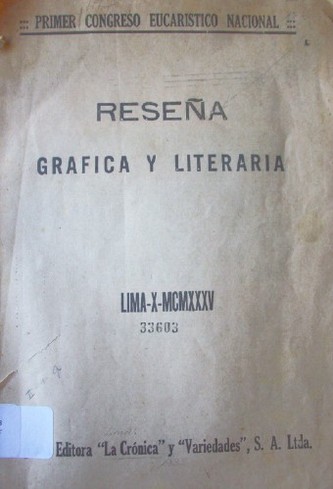 ::: PRIMER CONGRESO EUCARISTICO NACIONAL :::
RESEÑA
GRAFICA Y LITERARIA
LIMA-X-MCMXXXV
33603
Editora "La Crónica" y "Variedades", S. A. Ltda.